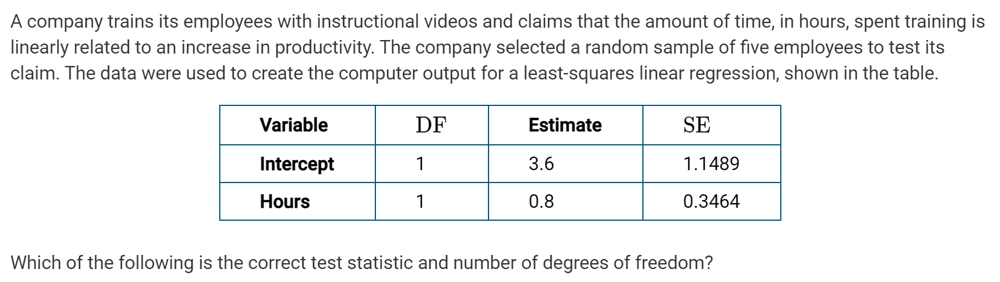 A company trains its employees with instructional videos and claims that the amount of time, in hours, spent training is
linearly related to an increase in productivity. The company selected a random sample of five employees to test its
claim. The data were used to create the computer output for a least-squares linear regression, shown in the table.
Variable DF Estimate SE
Intercept 1 3.6 1.1489
Hours 1 0.8 0.3464
Which of the following is the correct test statistic and number of degrees of freedom?